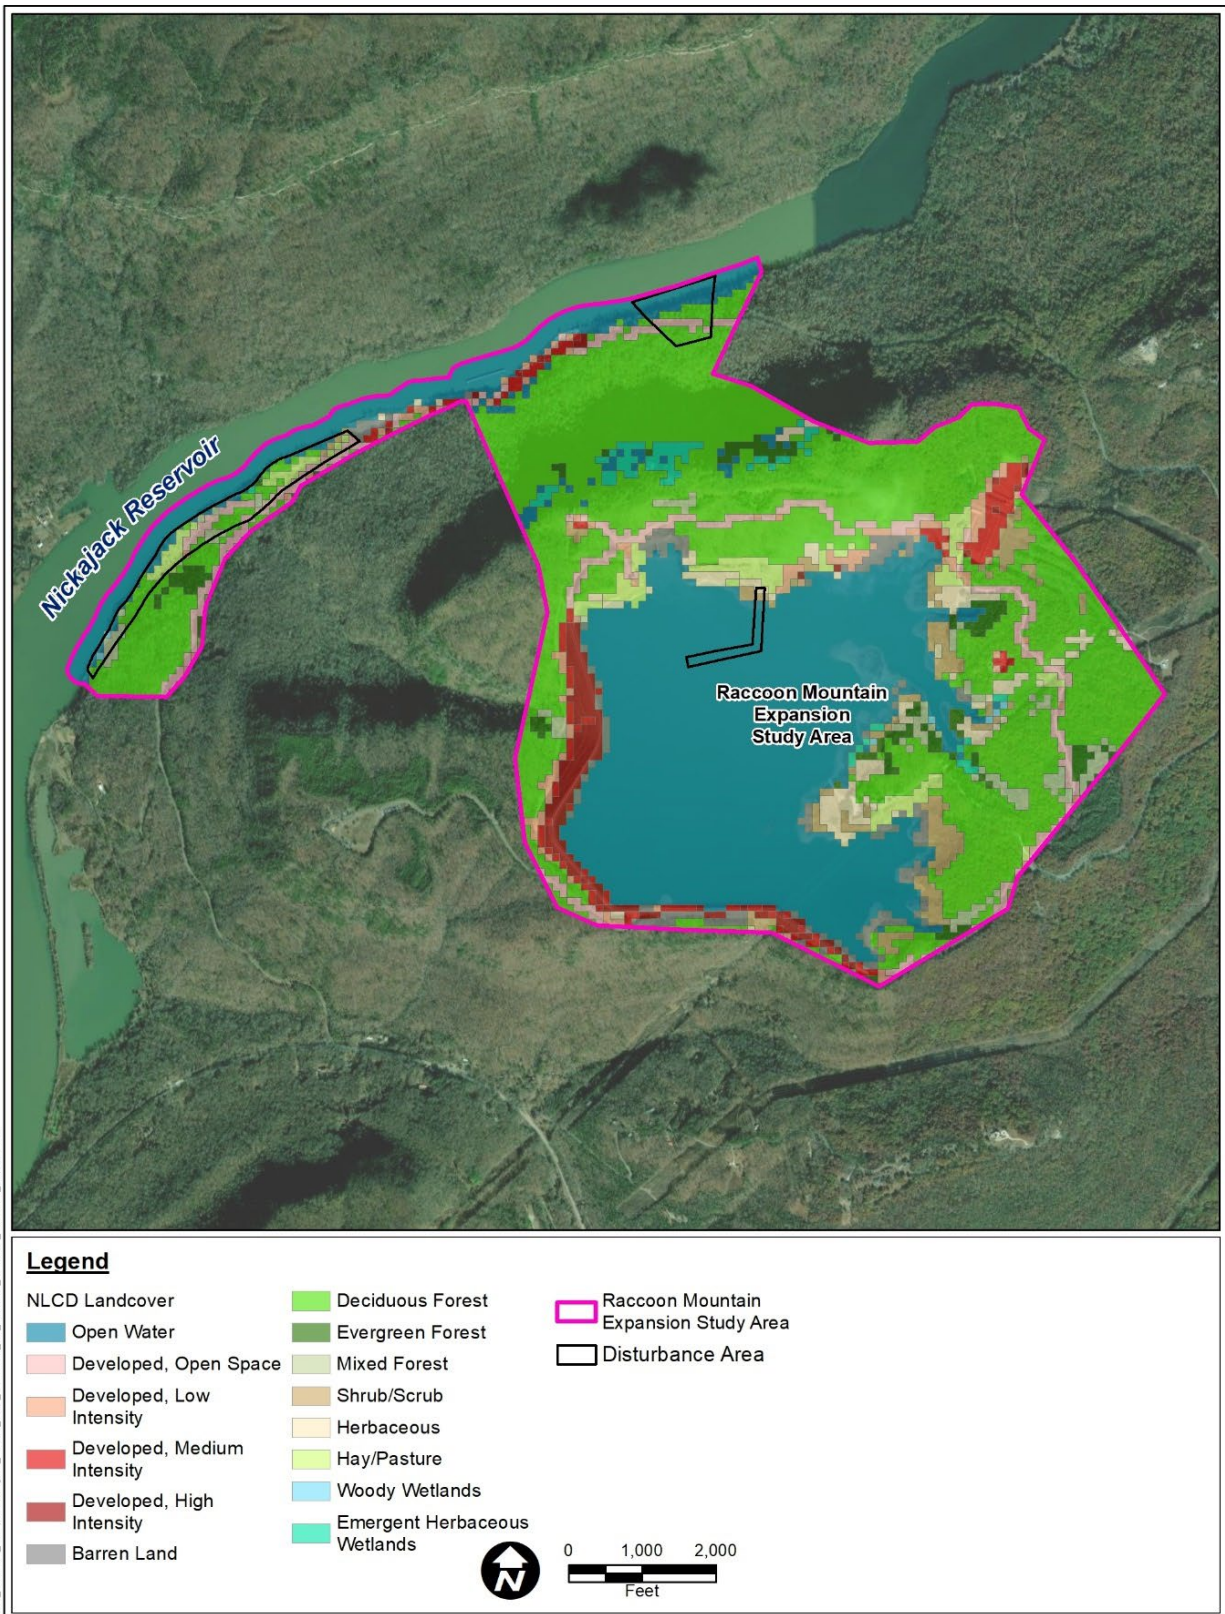 Nickajack Reservoir
Raccoon Mountain
Expansion
Study Area
Legend
NLCD Landcover
Open Water
Developed, Open Space
Developed, Low
Intensity
Developed, Medium
Intensity
Developed, High
Intensity
Barren Land
Deciduous Forest
Evergreen Forest
Mixed Forest
Shrub/Scrub
Herbaceous
Hay/Pasture
Woody Wetlands
Emergent Herbaceous
Wetlands
Raccoon Mountain
Expansion Study Area
Disturbance Area
N
0 1,000 2,000
Feet